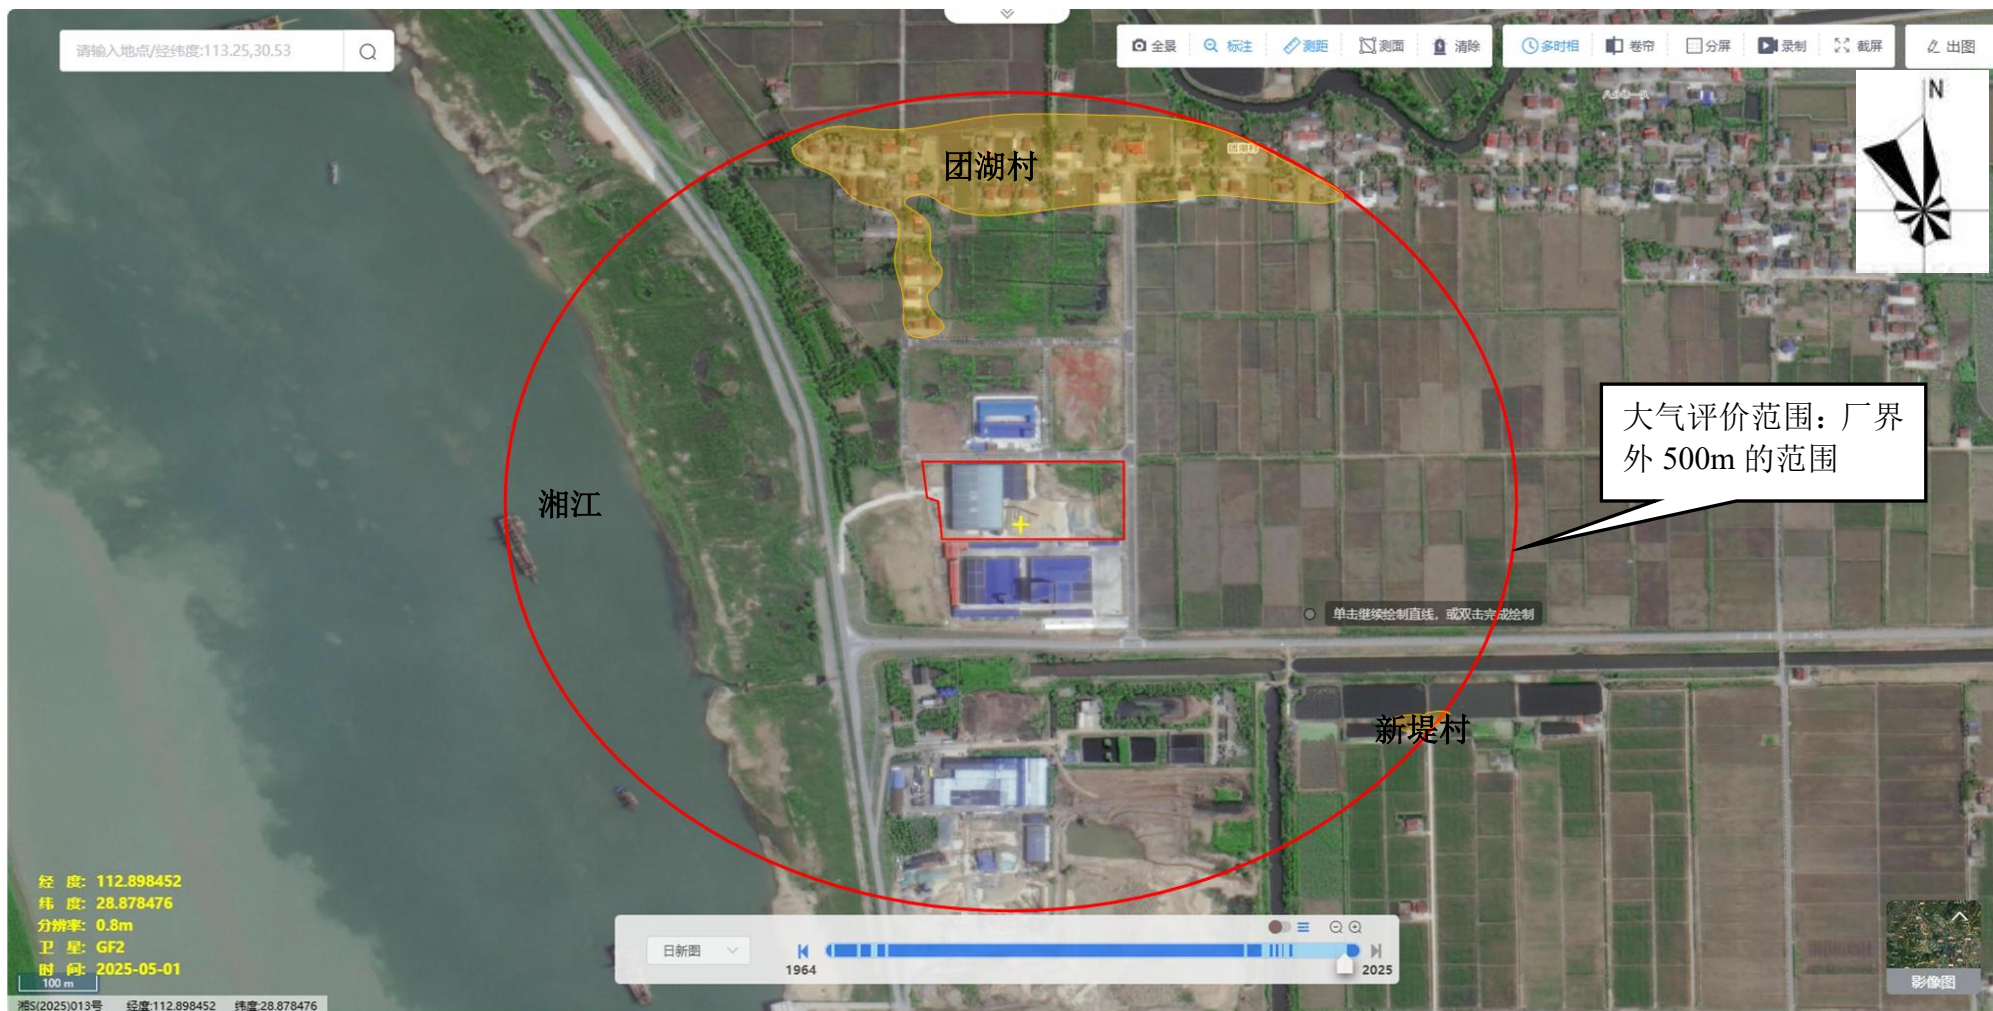 请输入地点/经纬度:113.25,30.53
全景
标注
测距
测面
清除
多时相
卷帘
分屏
录制
截屏
出图
N
团湖村
团湖村
大气评价范围：厂界
外 500m 的范围
湘江
单击继续绘制直线，或双击完成绘制
新堤村
经 度: 112.898452
纬 度: 28.878476
分辨率: 0.8m
卫 星: GF2
时 间: 2025-05-01
100 m
湘S(2025)013号 经度:112.898452 纬度:28.878476
日新图
1964
2025
影像图